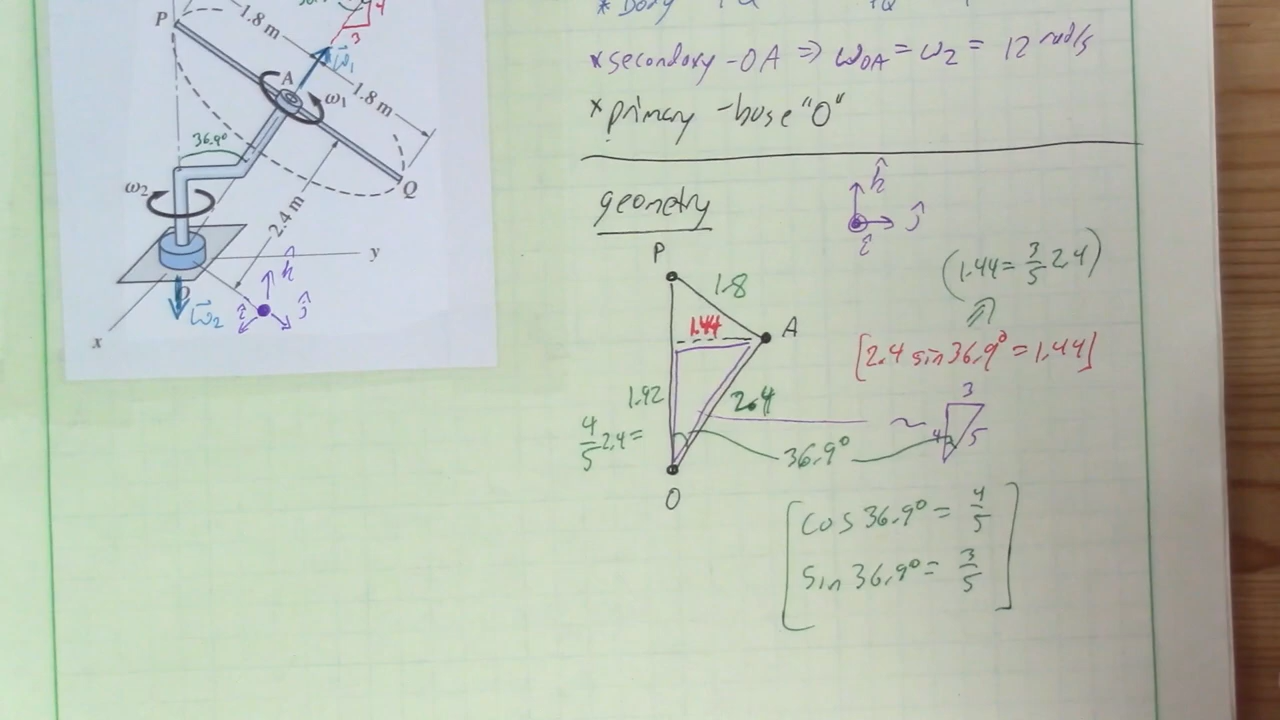 P
1.8 m
4
3
ω₁
A
ω1
1.8 m
36.9°
ω2
2.4 m
Q
y
k̂
ĵ
î
ω₂
x
* Body
* secondary - OA ⇒ ωOA = ω2 = 12 rad/s
* primary - base "O"
geometry
k̂
ĵ
î
P
1.8
(1.44 = 3/5 2.4)
1.44
A
[2.4 sin 36.9° = 1.44]
1.92
2.4
4/5 2.4 =
~
3
4
5
36.9°
O
[cos 36.9° = 4/5
sin 36.9° = 3/5]